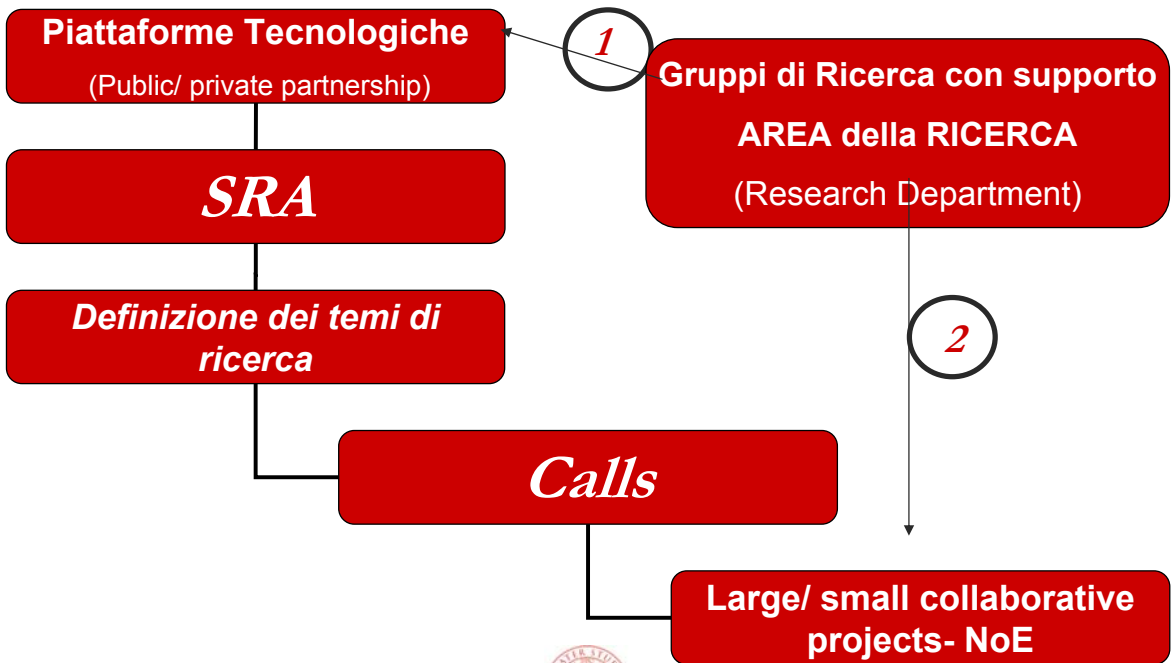 Piattaforme Tecnologiche
(Public/ private partnership)
1
Gruppi di Ricerca con supporto
AREA della RICERCA
(Research Department)
SRA
Definizione dei temi di
ricerca
2
Calls
Large/ small collaborative
projects- NoE